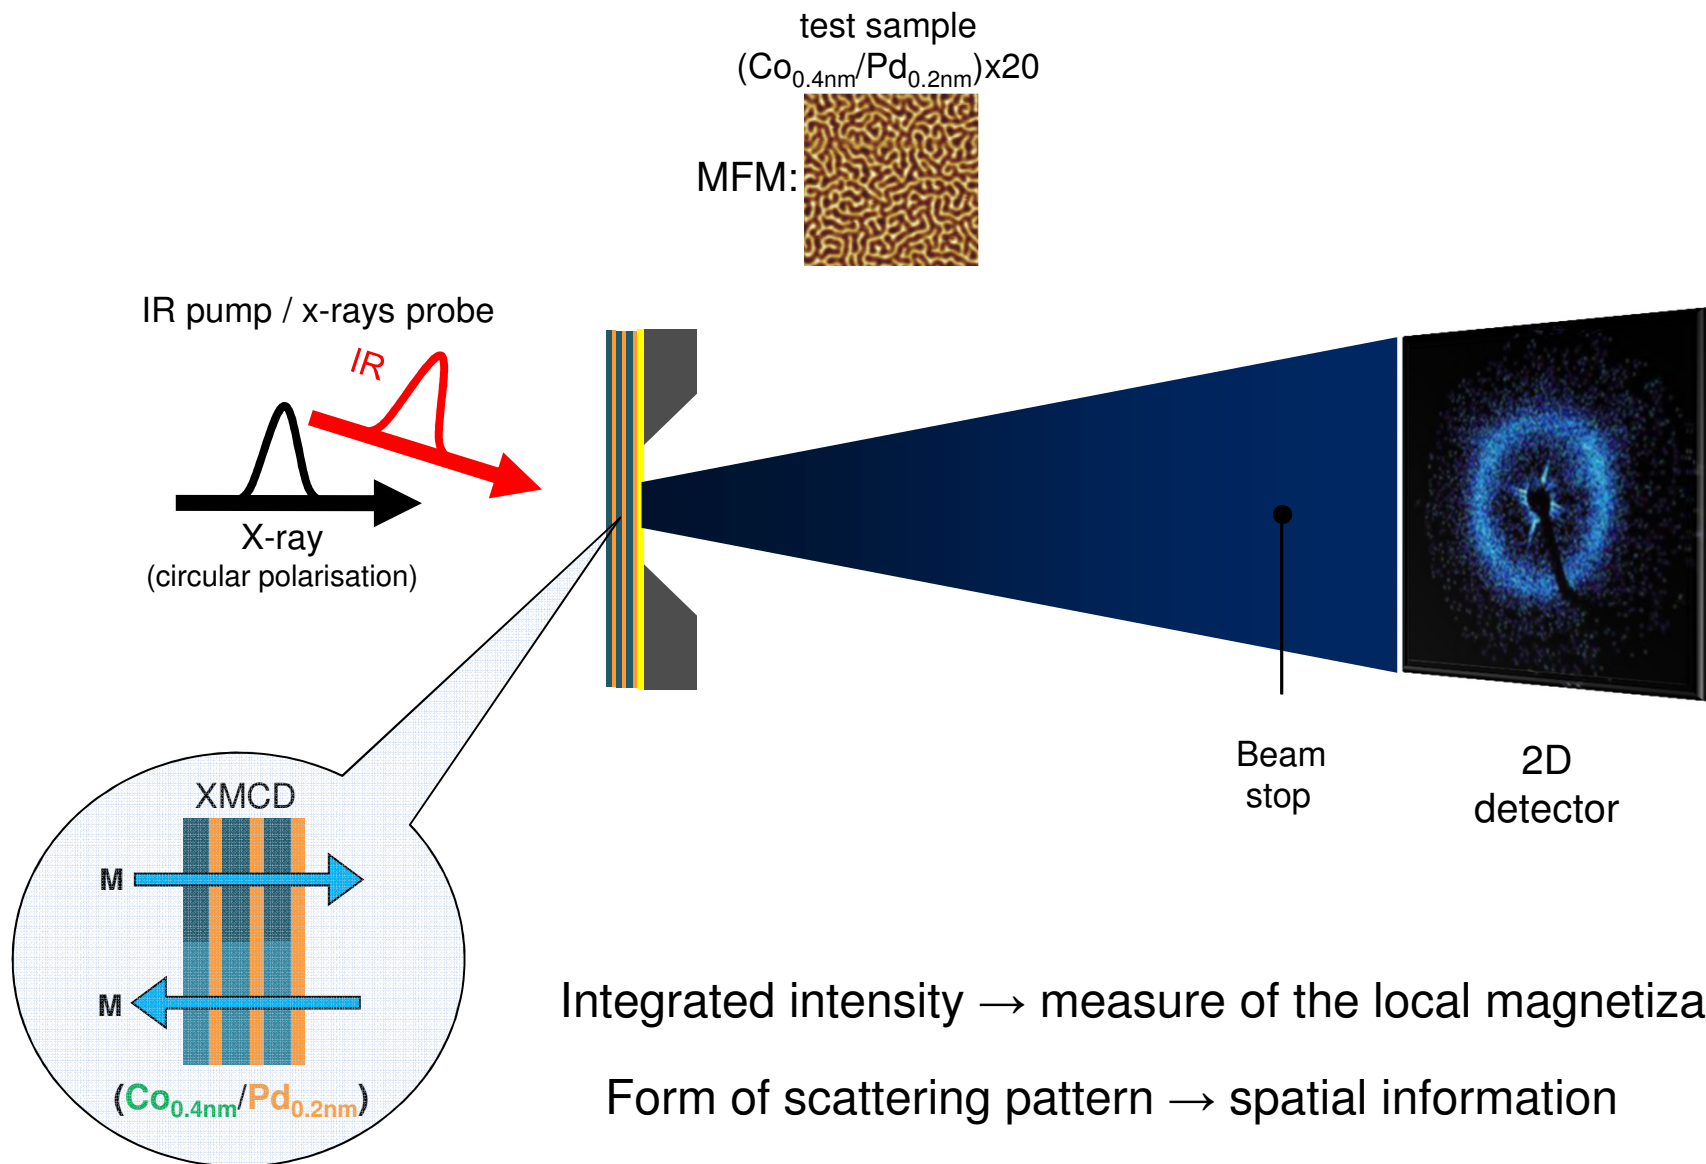 test sample
(Co0.4nm/Pd0.2nm)x20
MFM:
IR pump / x-rays probe
IR
X-ray
(circular polarisation)
Beam
stop
2D
detector
XMCD
M
M
(Co0.4nm/Pd0.2nm)
Integrated intensity → measure of the local magnetiza
Form of scattering pattern → spatial information